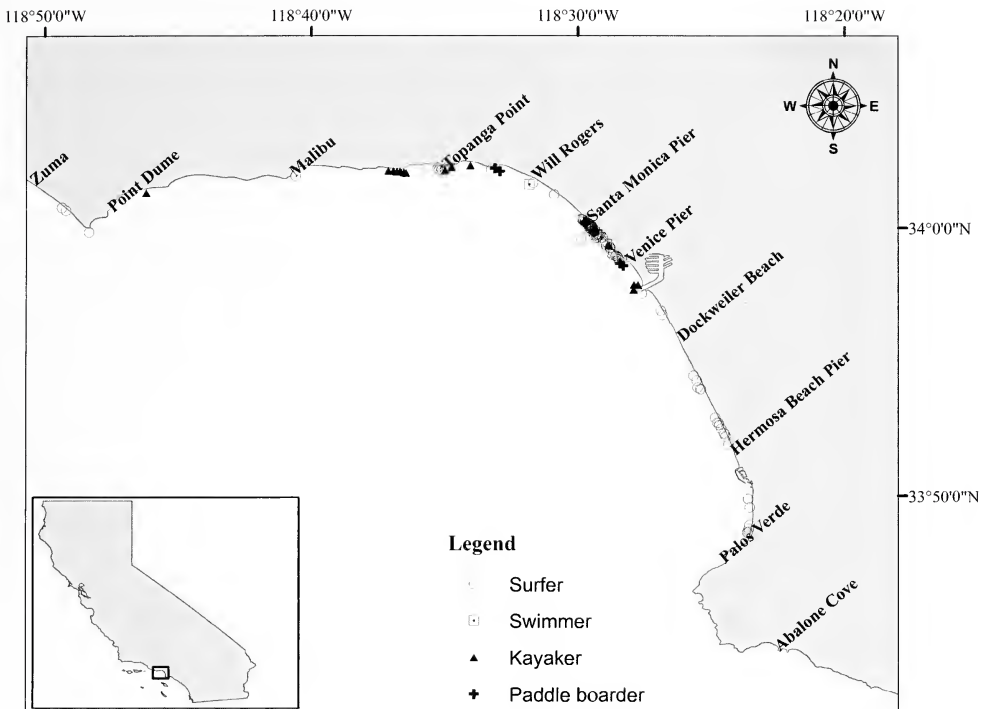 118°50'0"W 118°40'0"W 118°30'0"W 118°20'0"W
N
W E
S
Zuma
Point Dume
Malibu
Topanga Point
Will Rogers
Santa Monica Pier
Venice Pier
34°0'0"N
Dockweiler Beach
Hermosa Beach Pier
33°50'0"N
Palos Verde
Abalone Cove
Legend
Surfer
Swimmer
Kayaker
Paddle boarder